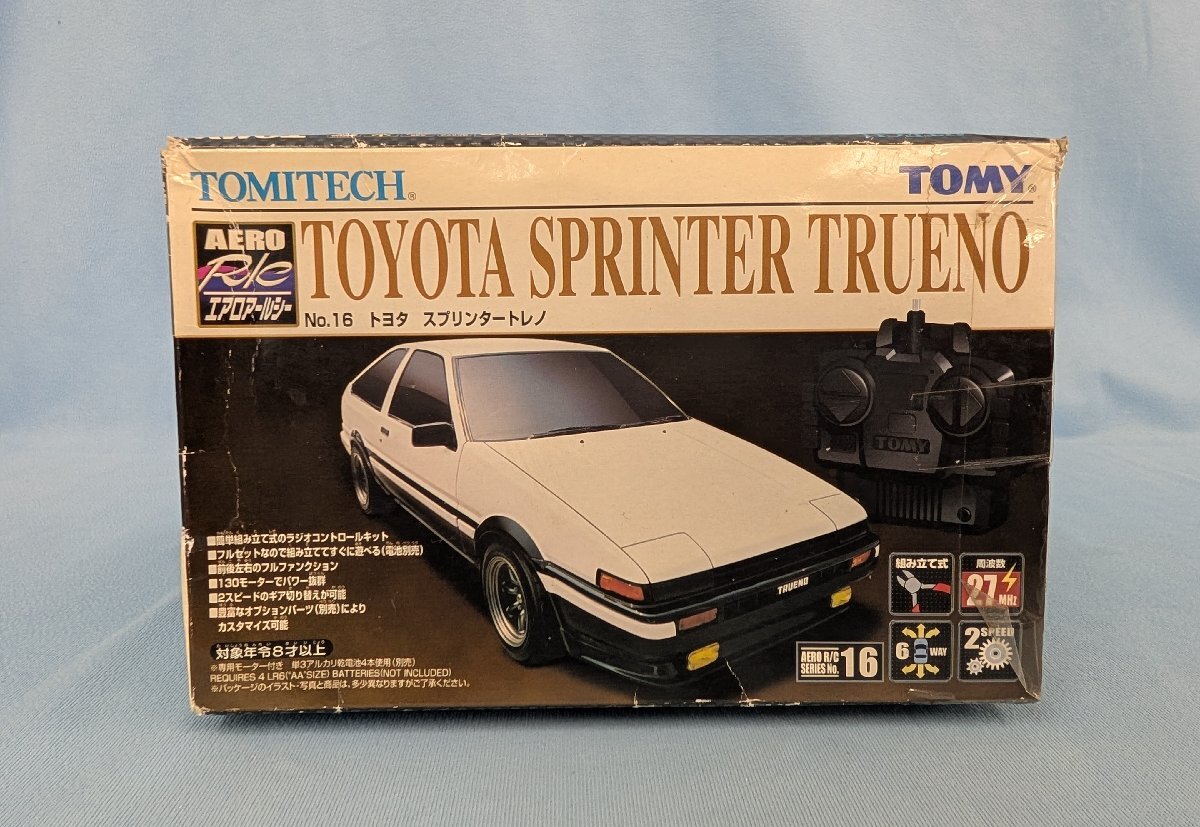 TOMITECH®
TOMY®
AERO
R/C
エアロアールシー
TOYOTA SPRINTER TRUENO
No.16 トヨタ スプリンタートレノ
TOMY
TRUENO
■簡単組み立て式のラジオコントロールキット
■フルセットなので組み立ててすぐに遊べる(電池別売)
■前後左右のフルファンクション
■130モーターでパワー抜群
■2スピードのギア切り替えが可能
■豊富なオプションパーツ(別売)により
カスタマイズ可能
対象年令8才以上
※専用モーター付き 単3アルカリ乾電池4本使用(別売)
REQUIRES 4 LR6("AA"SIZE) BATTERIES(NOT INCLUDED)
※パッケージのイラスト・写真と商品は、多少異なりますがご了承ください。
組み立て式
周波数
27MHz
AERO R/C
SERIES No.16
6 WAY
2 SPEED